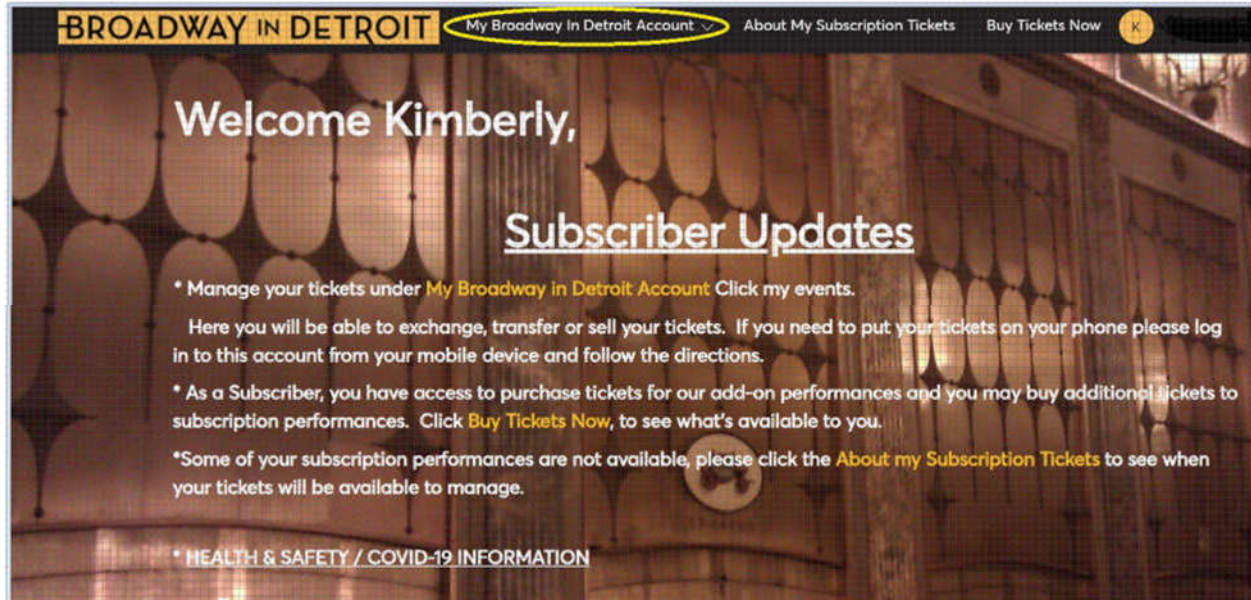 BROADWAY IN DETROIT My Broadway In Detroit Account About My Subscription Tickets Buy Tickets Now K
Welcome Kimberly,
Subscriber Updates
* Manage your tickets under My Broadway in Detroit Account Click my events.
Here you will be able to exchange, transfer or sell your tickets. If you need to put your tickets on your phone please log
in to this account from your mobile device and follow the directions.
* As a Subscriber, you have access to purchase tickets for our add-on performances and you may buy additional tickets to
subscription performances. Click Buy Tickets Now, to see what's available to you.
*Some of your subscription performances are not available, please click the About my Subscription Tickets to see when
your tickets will be available to manage.
* HEALTH & SAFETY / COVID-19 INFORMATION